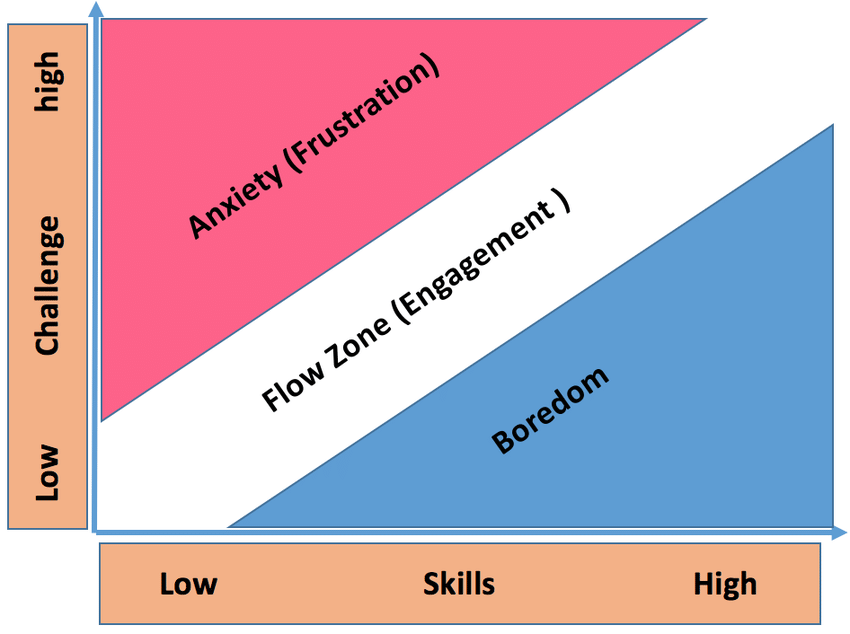 high
Challenge
Low
Anxiety (Frustration)
Flow Zone (Engagement )
Boredom
Low
Skills
High